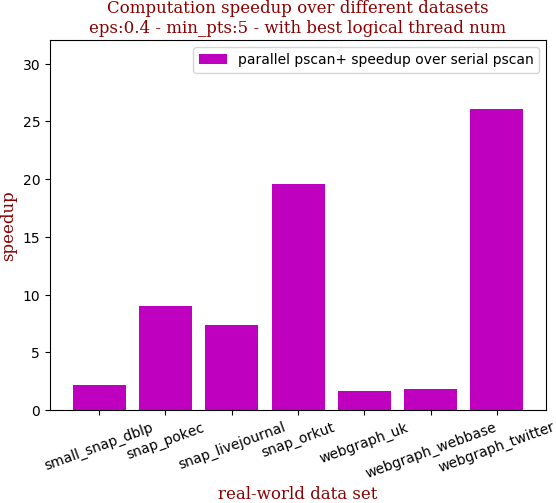 Computation speedup over different datasets
eps:0.4 - min_pts:5 - with best logical thread num
parallel pscan+ speedup over serial pscan
speedup
30
25
20
15
10
5
0
small_snap_dblp
snap_pokec
snap_livejournal
snap_orkut
webgraph_uk
webgraph_webbase
webgraph_twitter
real-world data set